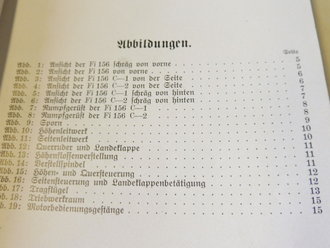 Abbildungen.
Seite
Abb. 1: Ansicht der Fi 156 schräg von vorne 5
Abb. 2: Ansicht der Fi 156 von vorne 5
Abb. 3: Ansicht der Fi 156 C—1 von der Seite 6
Abb. 4: Ansicht der Fi 156 C—2 von der Seite 6
Abb. 5: Ansicht der Fi 156 C—1 schräg von hinten 7
Abb. 6: Ansicht der Fi 156 C—2 schräg von hinten 7
Abb. 7: Rumpfgerüst der Fi 156 C—1 8
Abb. 8: Rumpfgerüst der Fi 156 C—2 8
Abb. 9: Sporn 9
Abb. 10: Höhenleitwerk 10
Abb. 11: Seitenleitwerk 10
Abb. 12: Querruder und Landeklappe 11
Abb. 13: Höhenflossenverstellung 11
Abb. 14: Verstellspindel 11
Abb. 15: Höhen- und Quersteuerung 12
Abb. 16: Seitensteuerung und Landeklappenbetätigung 12
Abb. 17: Tragflügel 13
Abb. 18: Triebwerkraum 15
Abb. 19: Motorbedienungsgestänge 15